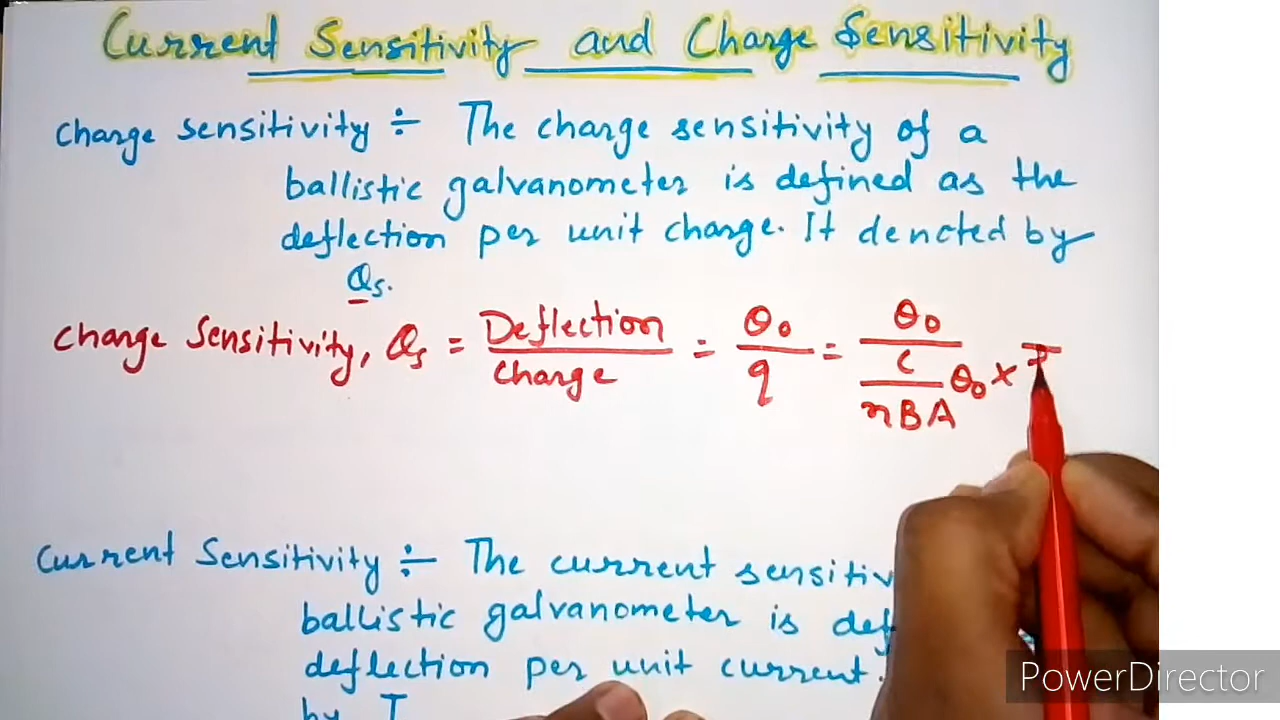 Current Sensitivity and Charge Sensitivity
Charge sensitivity ÷ The charge sensitivity of a
ballistic galvanometer is defined as the
deflection per unit charge. It denoted by
Qs.
Charge Sensitivity, Qs = Deflection / Charge = θ0 / q = θ0 / (C / nBA) θ0 × T
Current Sensitivity ÷ The current sensitiv
ballistic galvanometer is def
deflection per unit current.
by I
PowerDirector